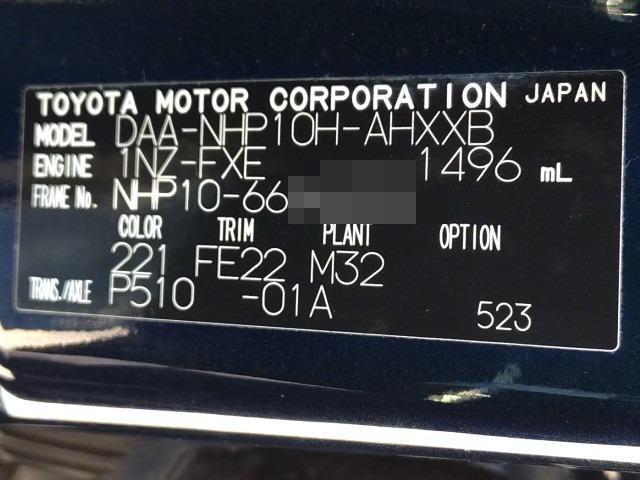 TOYOTA MOTOR CORPORATION JAPAN
MODEL DAA-NHP10H-AHXXB
ENGINE 1NZ-FXE 1496 mL
FRAME No. NHP10-66
COLOR TRIM PLANT OPTION
221 FE22 M32
TRANS./AXLE P510 -01A 523